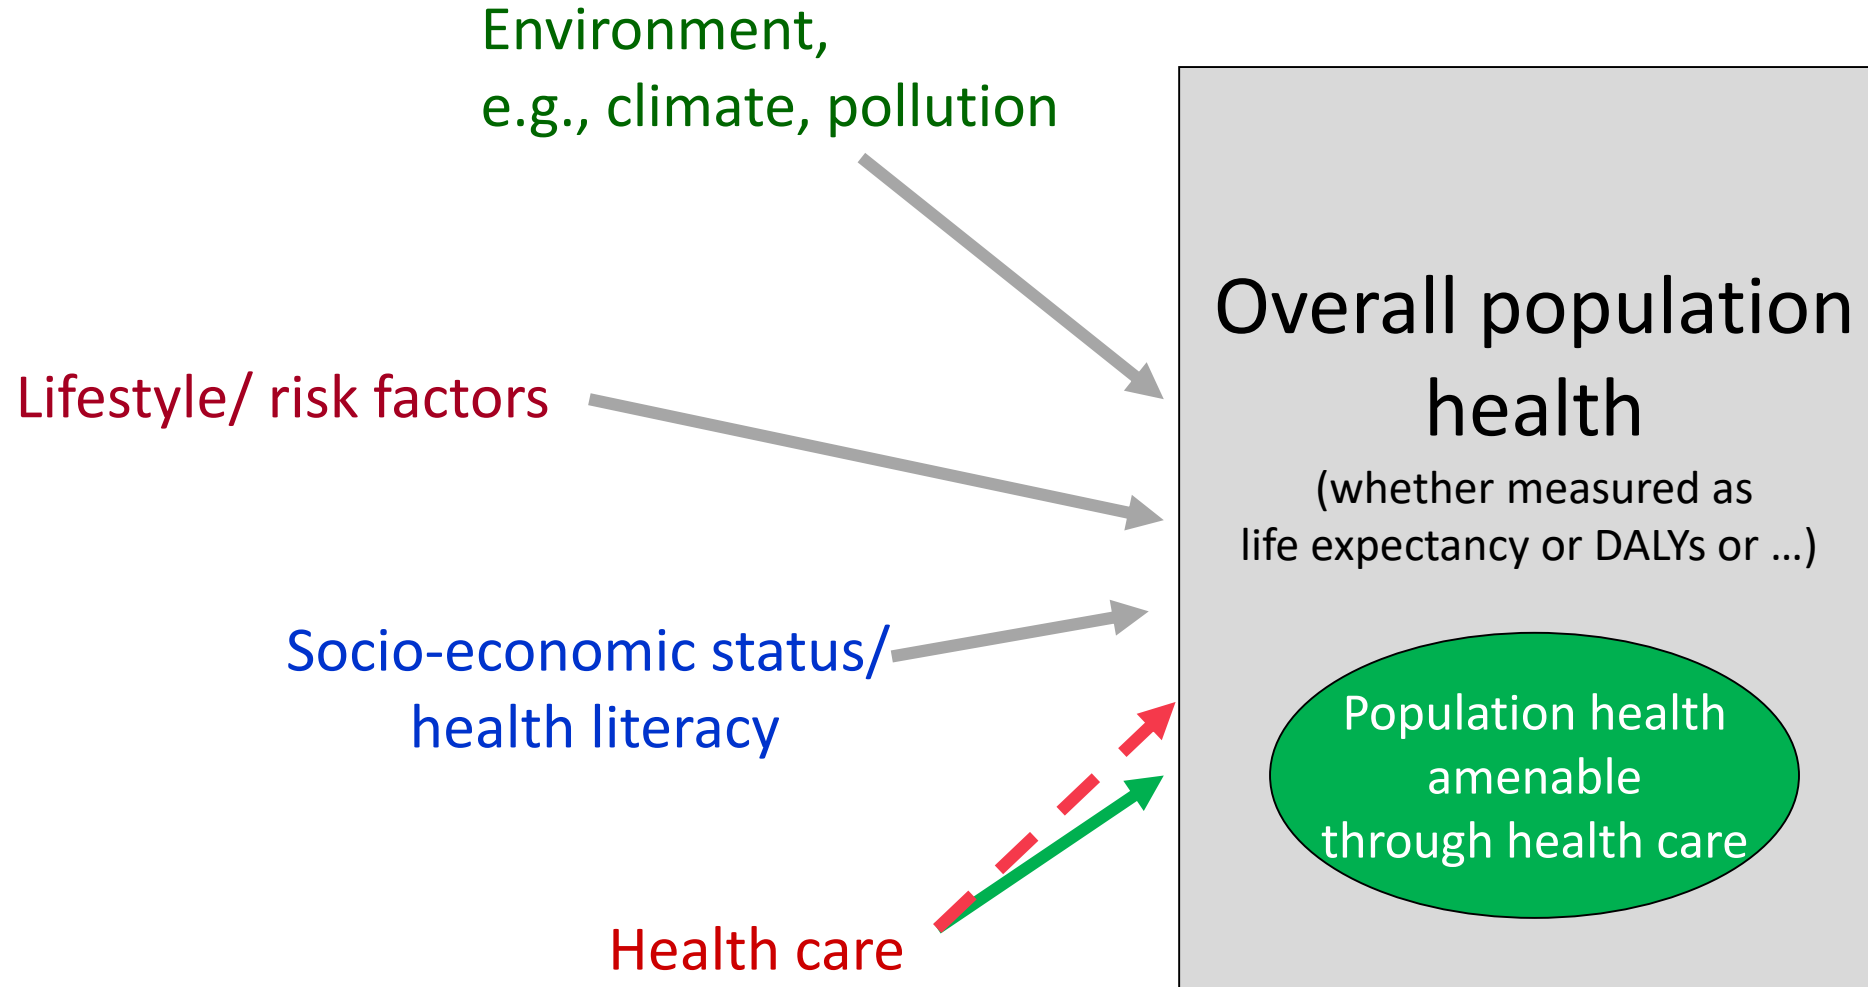 Environment,
e.g., climate, pollution
Lifestyle/ risk factors
Socio-economic status/
health literacy
Health care
Overall population
health
(whether measured as
life expectancy or DALYs or ...)
Population health
amenable
through health care